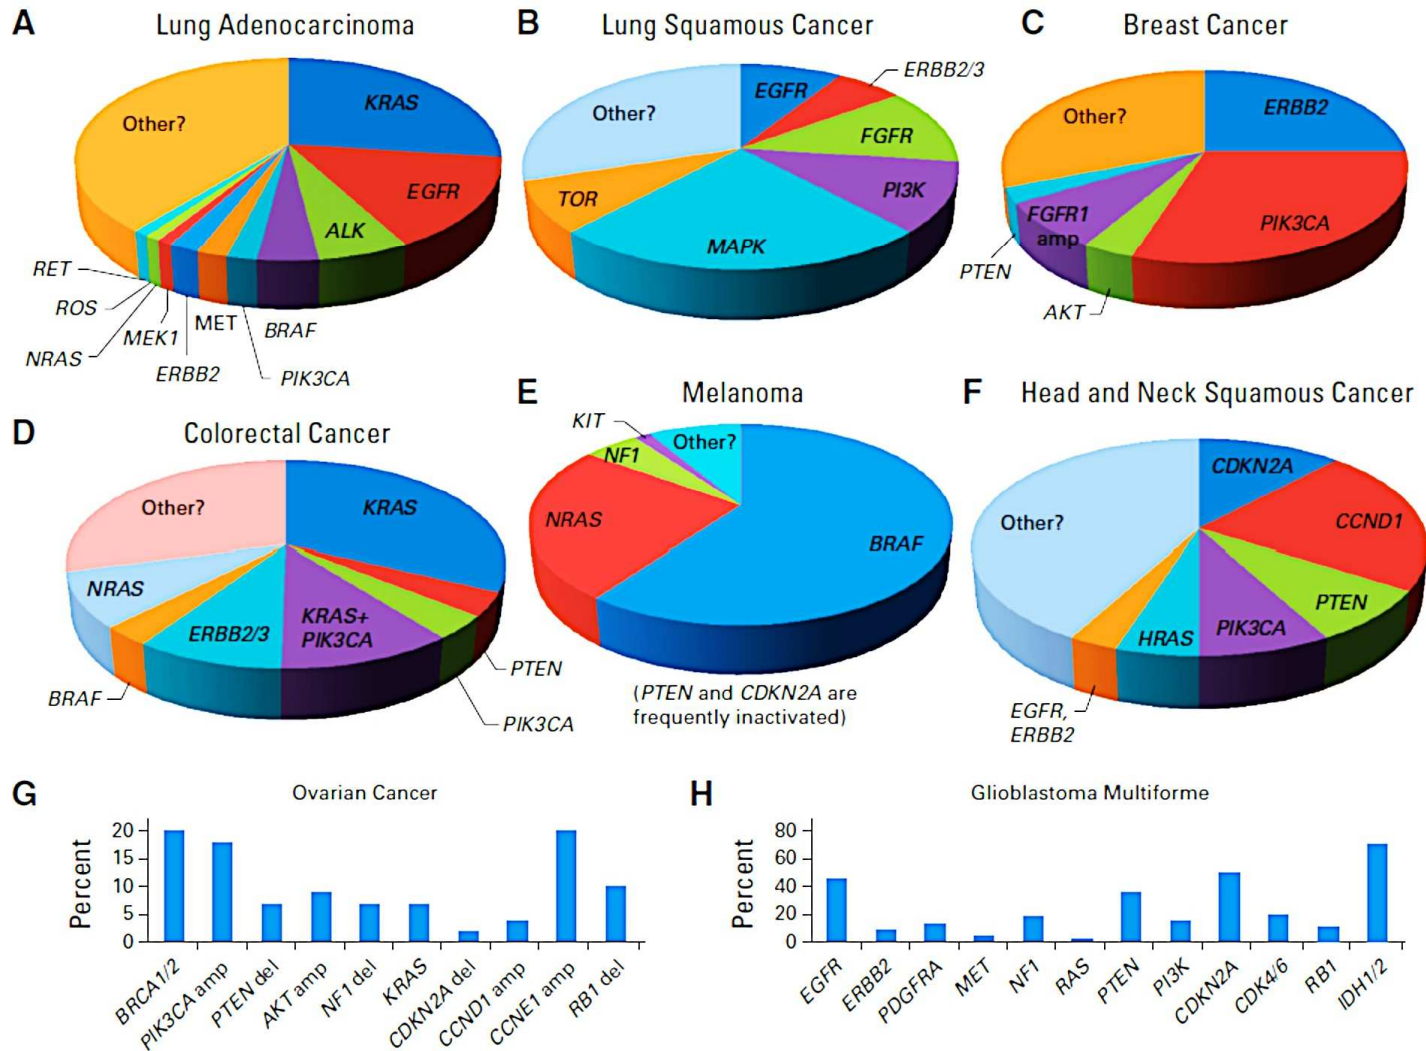 A
Lung Adenocarcinoma
KRAS
EGFR
ALK
BRAF
PIK3CA
MET
ERBB2
MEK1
NRAS
ROS
RET
Other?
B
Lung Squamous Cancer
EGFR
ERBB2/3
FGFR
PI3K
MAPK
TOR
Other?
C
Breast Cancer
ERBB2
PIK3CA
AKT
FGFR1
amp
PTEN
Other?
D
Colorectal Cancer
KRAS
PTEN
PIK3CA
KRAS+
PIK3CA
ERBB2/3
BRAF
NRAS
Other?
E
Melanoma
BRAF
NRAS
NF1
KIT
Other?
(PTEN and CDKN2A are
frequently inactivated)
F
Head and Neck Squamous Cancer
CDKN2A
CCND1
PTEN
PIK3CA
HRAS
EGFR,
ERBB2
Other?
G
Ovarian Cancer
Percent
20
15
10
5
0
BRCA1/2
PIK3CA amp
PTEN del
AKT amp
NF1 del
KRAS
CDKN2A del
CCND1 amp
CCNE1 amp
RB1 del
H
Glioblastoma Multiforme
Percent
80
60
40
20
0
EGFR
ERBB2
PDGFRA
MET
NF1
RAS
PTEN
PI3K
CDKN2A
CDK4/6
RB1
IDH1/2